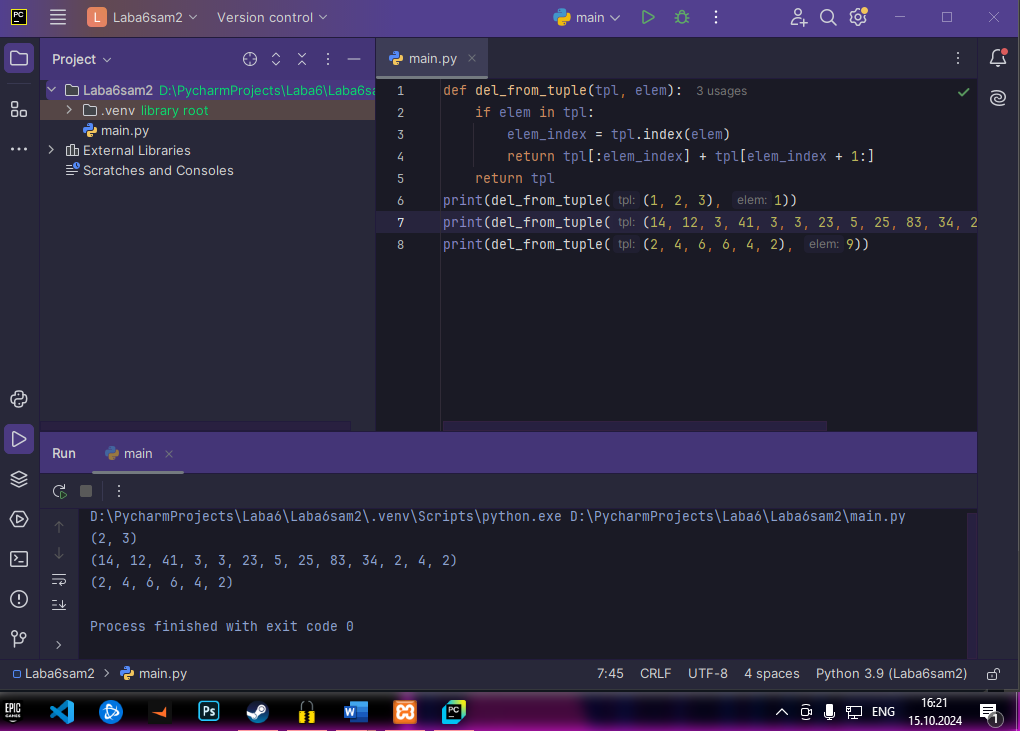 PC
L Laba6sam2 Version control main
Project
main.py
Laba6sam2 D:\PycharmProjects\Laba6\Laba6sa
.venv library root
main.py
External Libraries
Scratches and Consoles
1 def del_from_tuple(tpl, elem): 3 usages
2 if elem in tpl:
3 elem_index = tpl.index(elem)
4 return tpl[:elem_index] + tpl[elem_index + 1:]
5 return tpl
6 print(del_from_tuple( tpl: (1, 2, 3), elem: 1))
7 print(del_from_tuple( tpl: (14, 12, 3, 41, 3, 3, 23, 5, 25, 83, 34, 2
8 print(del_from_tuple( tpl: (2, 4, 6, 6, 4, 2), elem: 9))
Run main
D:\PycharmProjects\Laba6\Laba6sam2\.venv\Scripts\python.exe D:\PycharmProjects\Laba6\Laba6sam2\main.py
(2, 3)
(14, 12, 41, 3, 3, 23, 5, 25, 83, 34, 2, 4, 2)
(2, 4, 6, 6, 4, 2)
Process finished with exit code 0
Laba6sam2 main.py 7:45 CRLF UTF-8 4 spaces Python 3.9 (Laba6sam2)
EPIC GAMES Ps W PC ENG 16:21
15.10.2024
1